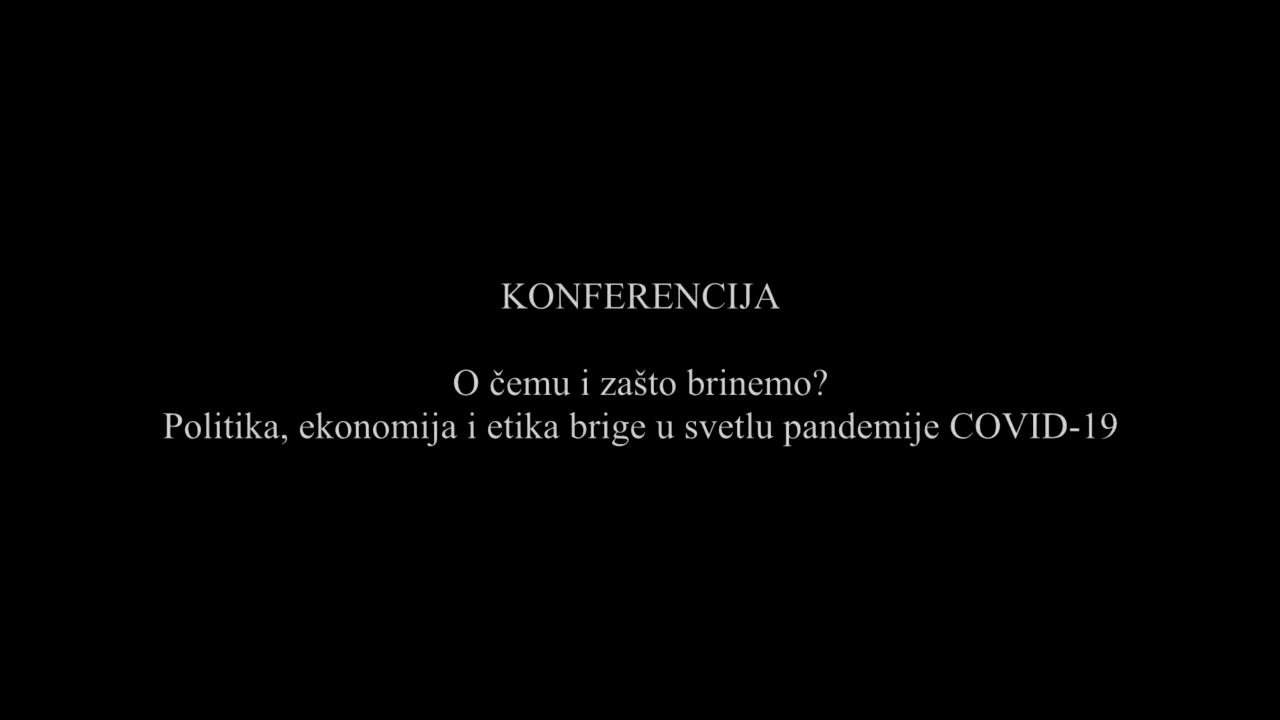 KONFERENCIJA
O čemu i zašto brinemo?
Politika, ekonomija i etika brige u svetlu pandemije COVID-19